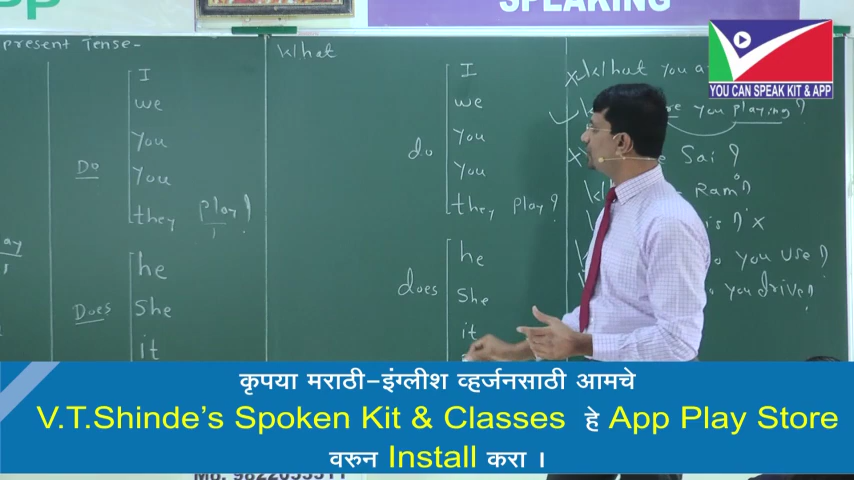 SPEAKING
YOU CAN SPEAK KIT & APP
present Tense-
Do
I
we
you
you
they play?
Does
he
she
it
What
do
I
we
you
you
they play?
does
he
she
it
x What you
you playing?
x Sai?
Ram?
is? x
you use?
you drive?
कृपया मराठी-इंग्लीश व्हर्जनसाठी आमचे
V.T.Shinde's Spoken Kit & Classes हे App Play Store
वरुन Install करा ।